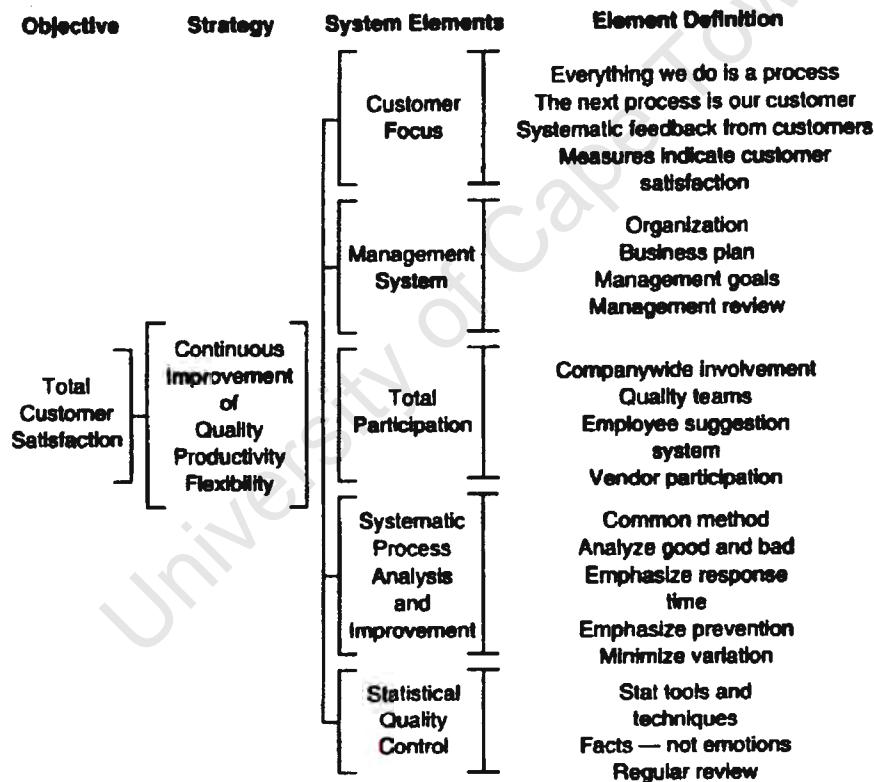 Objective Strategy System Elements Element Definition
Total
Customer
Satisfaction
Continuous
Improvement
of
Quality
Productivity
Flexibility
Customer
Focus
Everything we do is a process
The next process is our customer
Systematic feedback from customers
Measures indicate customer
satisfaction
Management
System
Organization
Business plan
Management goals
Management review
Total
Participation
Companywide involvement
Quality teams
Employee suggestion
system
Vendor participation
Systematic
Process
Analysis
and
Improvement
Common method
Analyze good and bad
Emphasize response
time
Emphasize prevention
Minimize variation
Statistical
Quality
Control
Stat tools and
techniques
Facts — not emotions
Regular review
University of Cape Tow